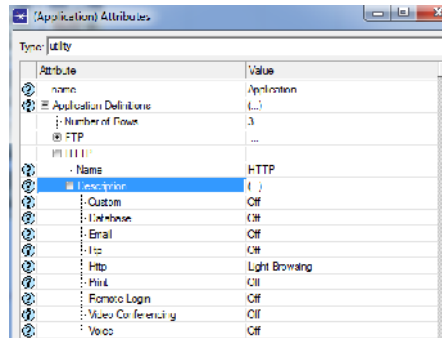 (Application) Attributes
Type: utility
Attribute Value
name Application
Application Definitions (...)
Number of Rows 3
FTP ...
HTTP
Name HTTP
Description (...)
Custom Off
Database Off
Email Off
Ftp Off
Http Light Browsing
Print Off
Remote Login Off
Video Conferencing Off
Voice Off